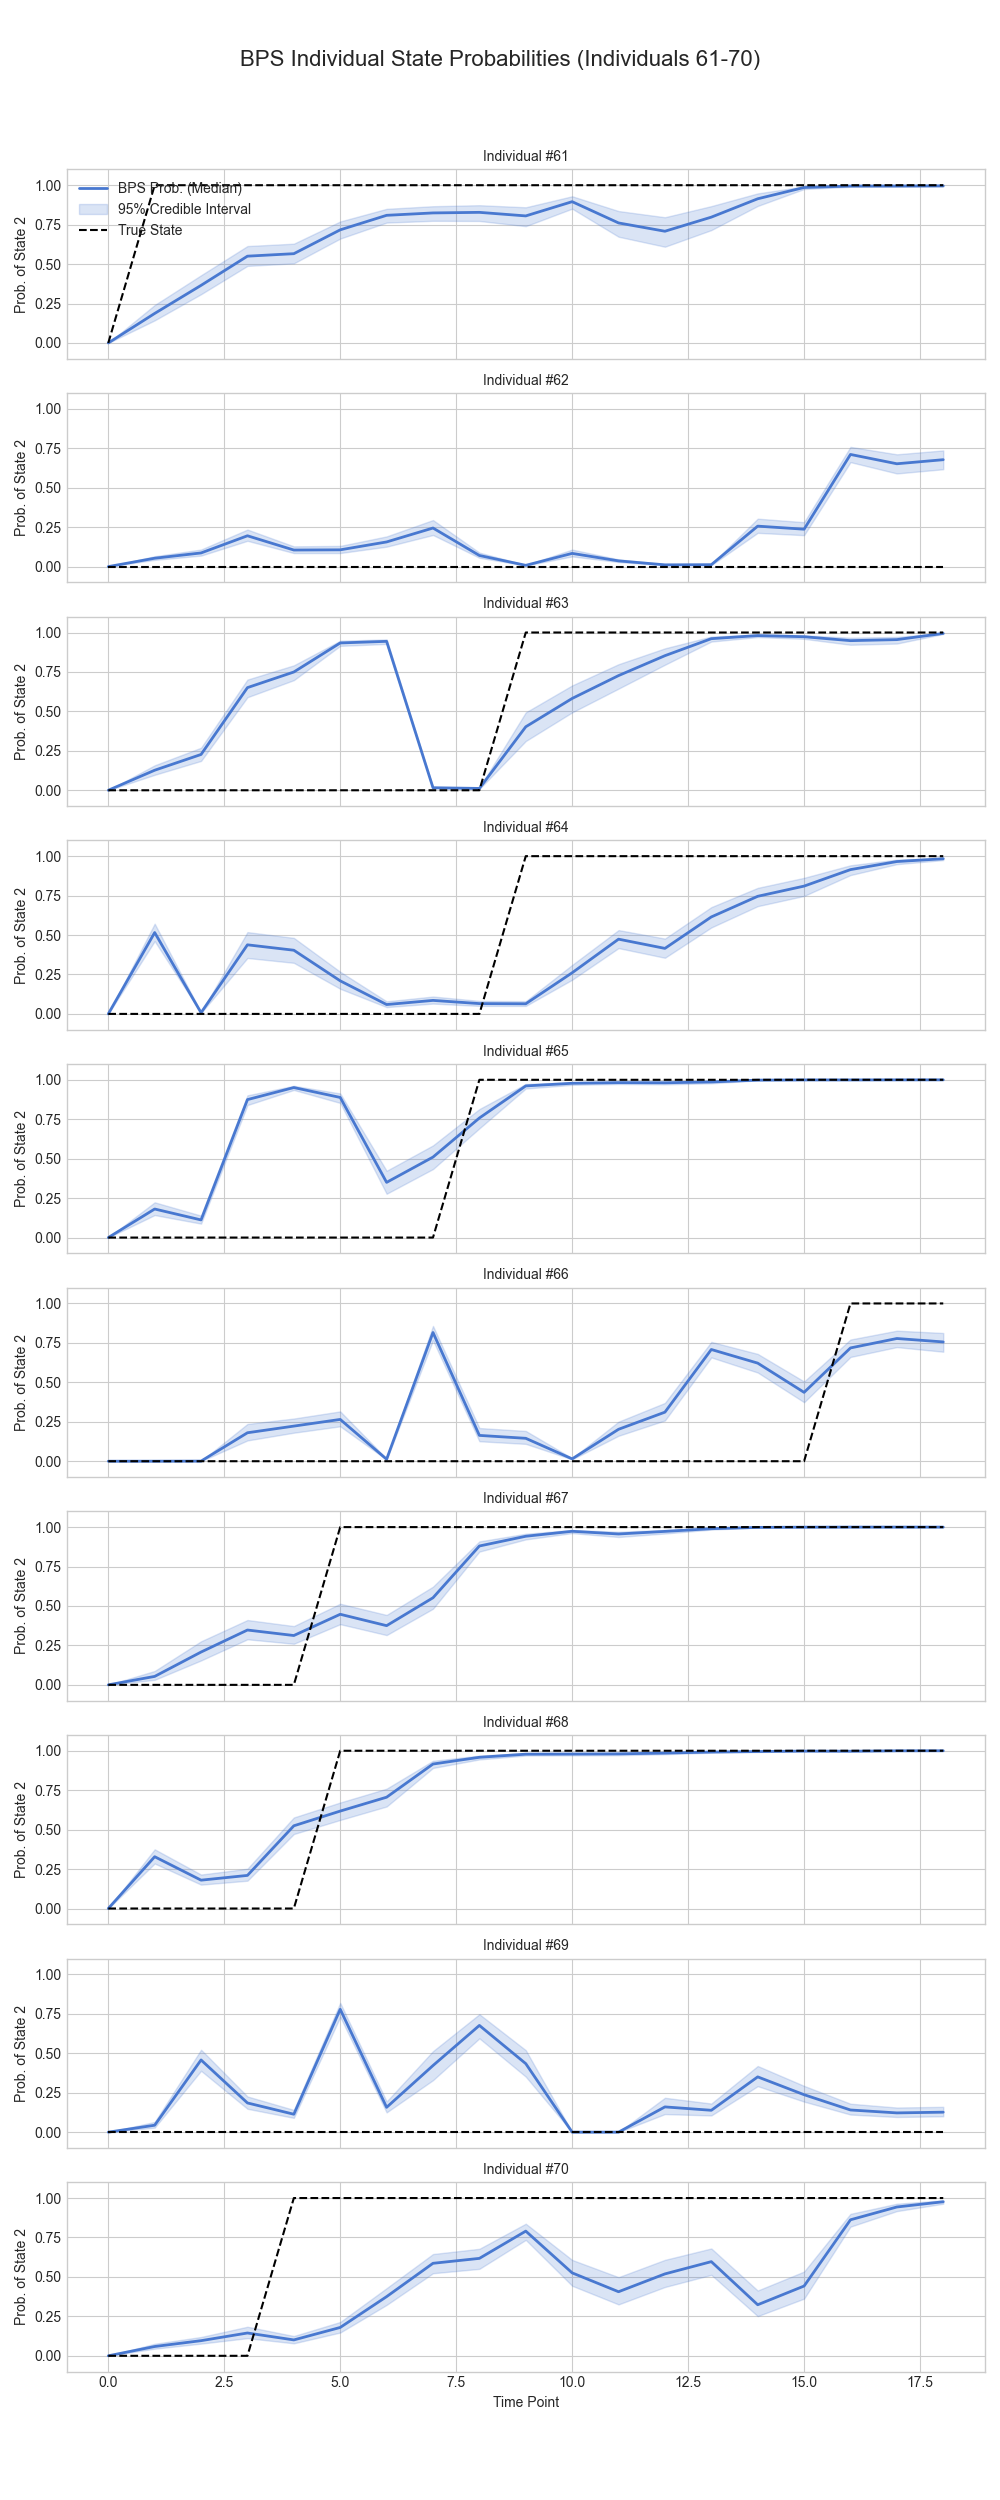 BPS Individual State Probabilities (Individuals 61-70)
Individual #61
BPS Prob. (Median)
95% Credible Interval
True State
Prob. of State 2
1.00
0.75
0.50
0.25
0.00
Individual #62
Prob. of State 2
1.00
0.75
0.50
0.25
0.00
Individual #63
Prob. of State 2
1.00
0.75
0.50
0.25
0.00
Individual #64
Prob. of State 2
1.00
0.75
0.50
0.25
0.00
Individual #65
Prob. of State 2
1.00
0.75
0.50
0.25
0.00
Individual #66
Prob. of State 2
1.00
0.75
0.50
0.25
0.00
Individual #67
Prob. of State 2
1.00
0.75
0.50
0.25
0.00
Individual #68
Prob. of State 2
1.00
0.75
0.50
0.25
0.00
Individual #69
Prob. of State 2
1.00
0.75
0.50
0.25
0.00
Individual #70
Prob. of State 2
1.00
0.75
0.50
0.25
0.00
0.0 2.5 5.0 7.5 10.0 12.5 15.0 17.5
Time Point